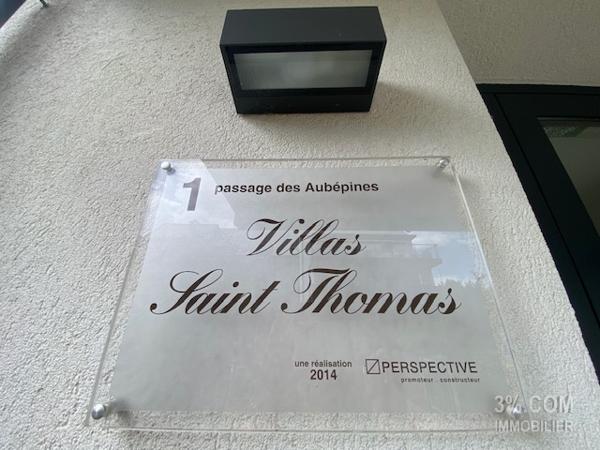 1 passage des Aubépines
Villas
Saint Thomas
une réalisation
2014
PERSPECTIVE
promoteur . constructeur
3% COM
IMMOBILIER